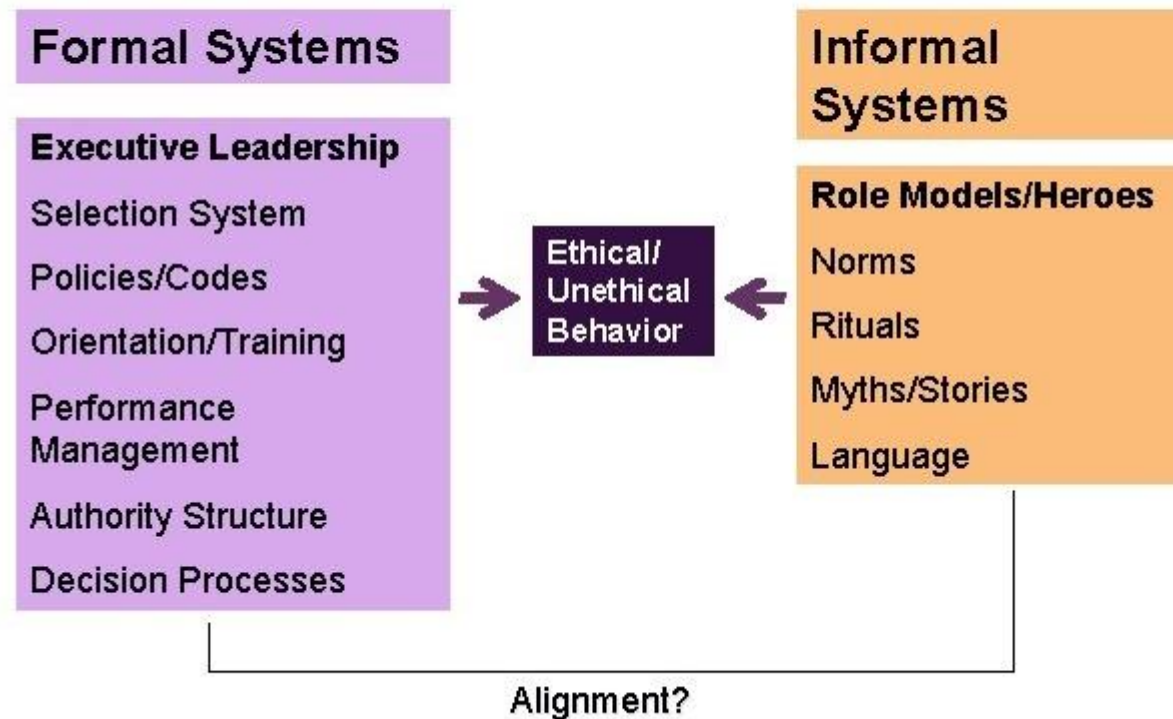 Formal Systems
Executive Leadership
Selection System
Policies/Codes
Orientation/Training
Performance
Management
Authority Structure
Decision Processes
Ethical/
Unethical
Behavior
Informal
Systems
Role Models/Heroes
Norms
Rituals
Myths/Stories
Language
Alignment?